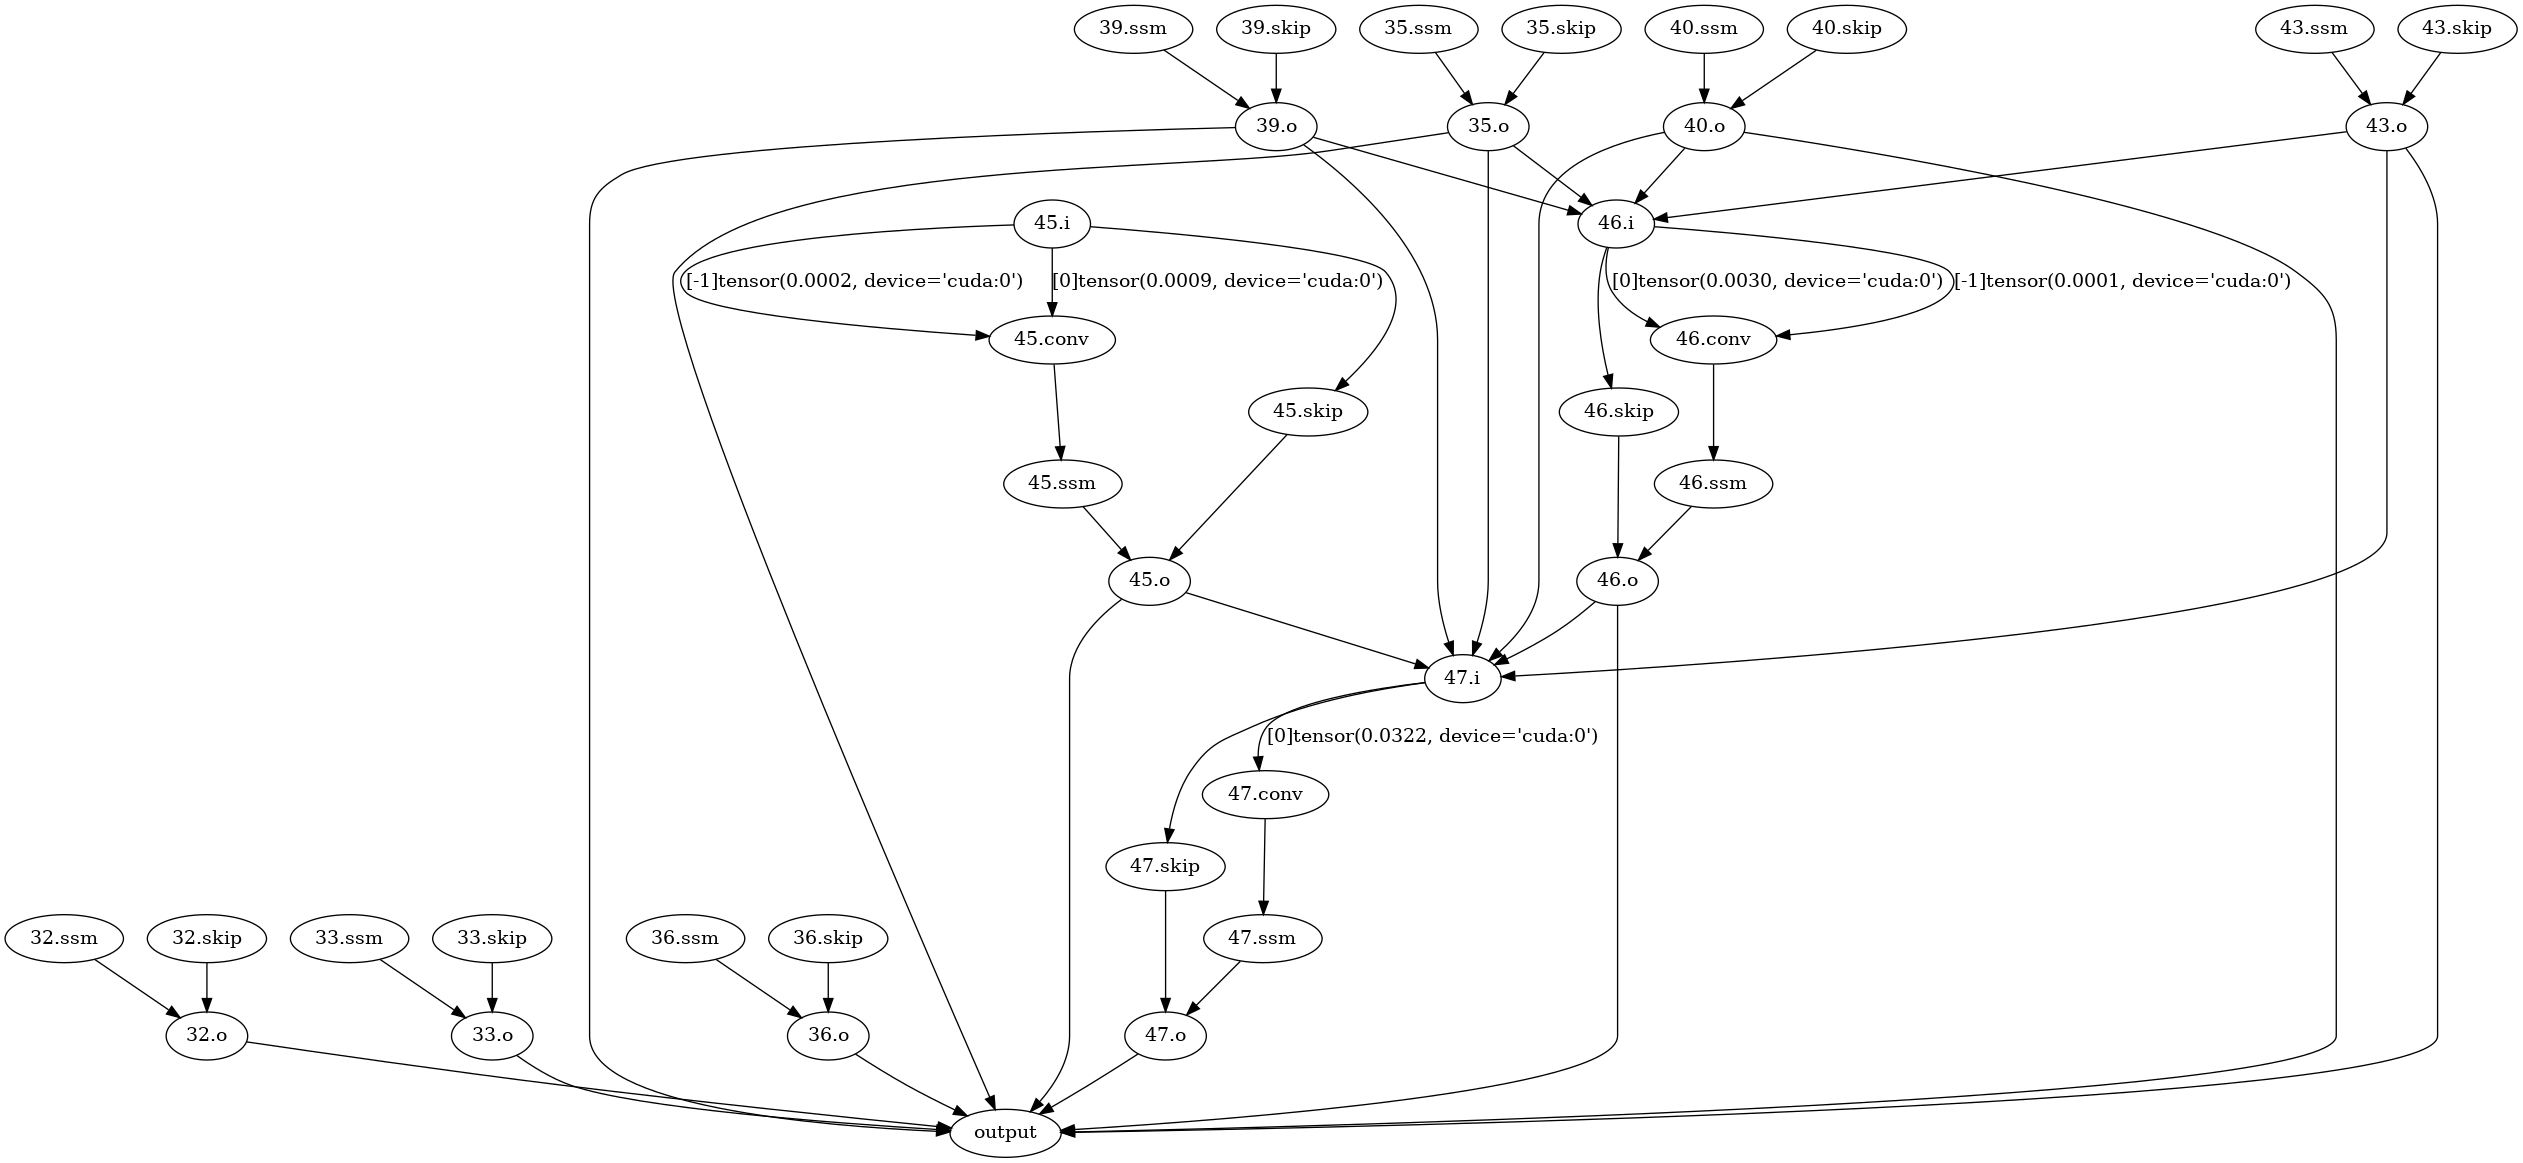 39.ssm
39.skip
35.ssm
35.skip
40.ssm
40.skip
43.ssm
43.skip
39.o
35.o
40.o
43.o
45.i
46.i
[-1]tensor(0.0002, device='cuda:0')
[0]tensor(0.0009, device='cuda:0')
[0]tensor(0.0030, device='cuda:0')
[-1]tensor(0.0001, device='cuda:0')
45.conv
46.conv
45.skip
46.skip
45.ssm
46.ssm
45.o
46.o
47.i
[0]tensor(0.0322, device='cuda:0')
47.conv
47.skip
32.ssm
32.skip
33.ssm
33.skip
36.ssm
36.skip
47.ssm
32.o
33.o
36.o
47.o
output